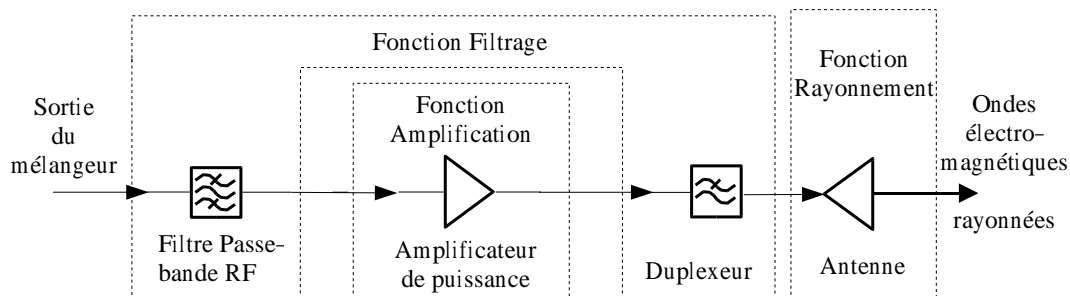 Fonction Filtrage
Fonction
Rayonnement
Fonction
Amplification
Sortie
du
mélangeur
Ondes
électro-
magnétiques
rayonnées
Filtre Passe-
bande RF
Amplificateur
de puissance
Duplexeur
Antenne